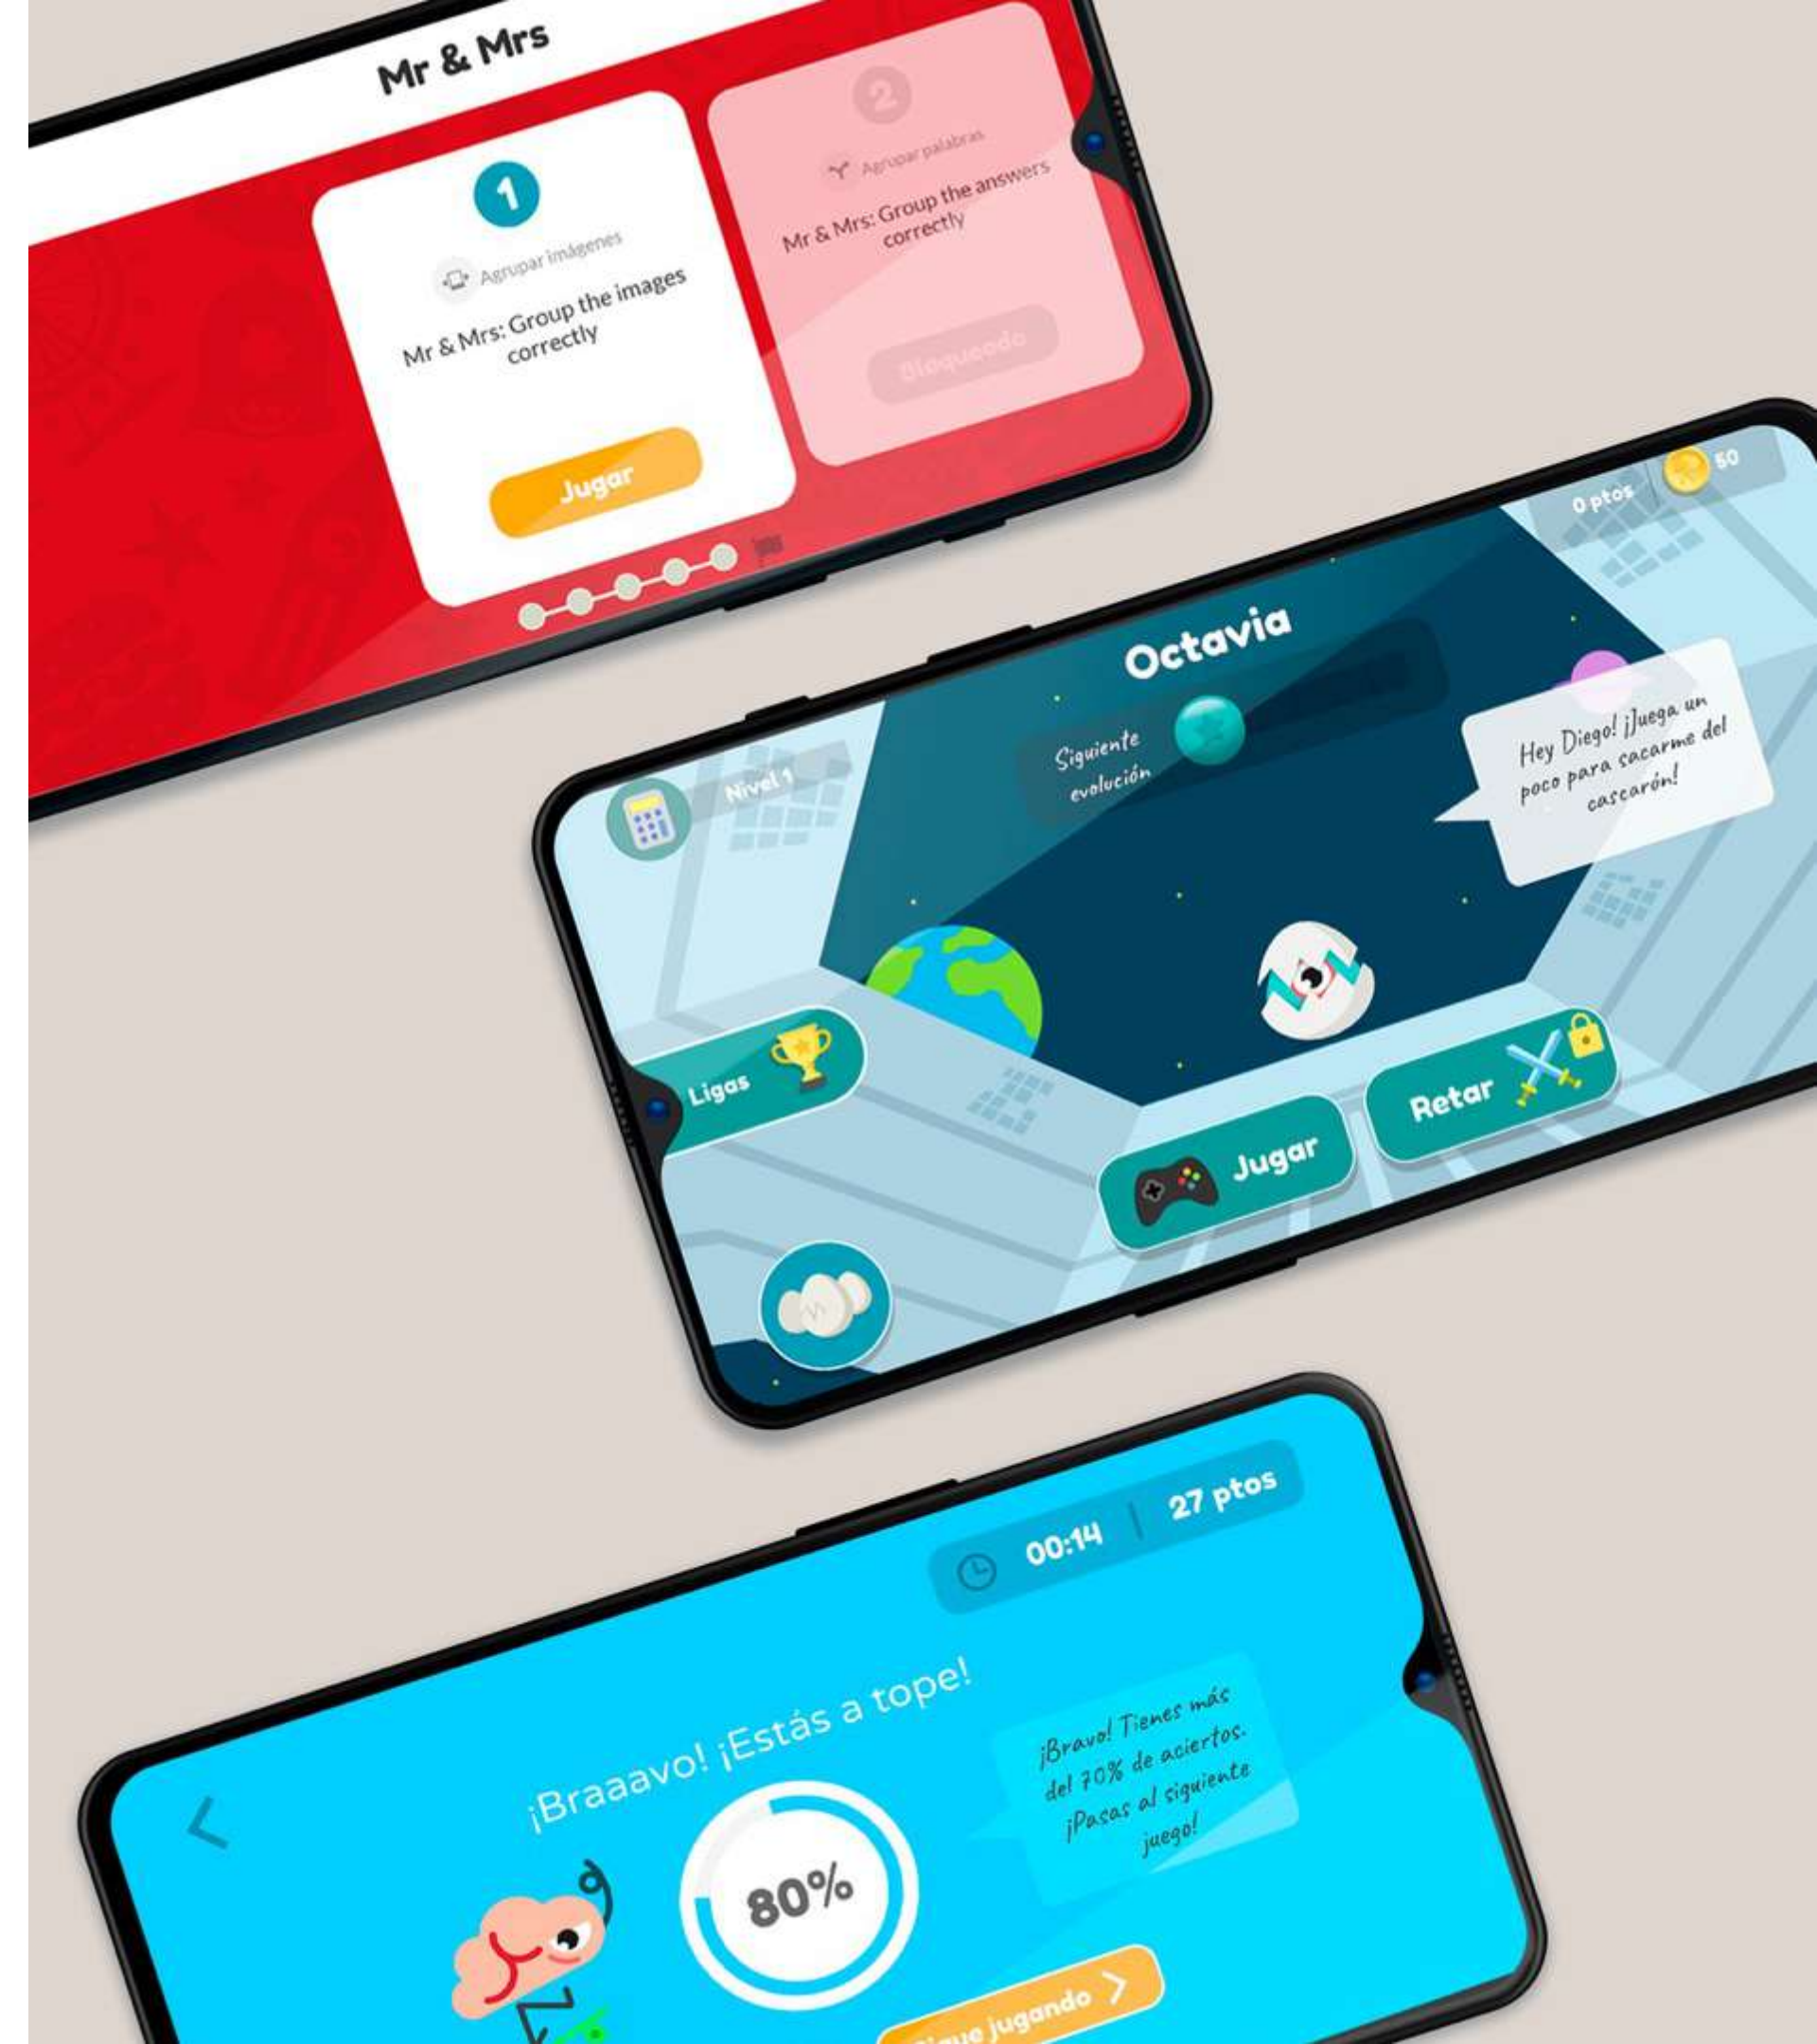 Mr & Mrs
1
Agrupar imágenes
Mr & Mrs: Group the images
correctly
Jugar
2
Agrupar palabras
Mr & Mrs: Group the answers
correctly
Bloqueado
0 ptos
50
Octavia
Nivel 1
Siguiente
evolución
Hey Diego! ¡Juega un
poco para sacarme del
cascarón!
Ligas
Jugar
Retar
00:14
27 ptos
¡Braaavo! ¡Estás a tope!
¡Bravo! Tienes más
del 70% de aciertos.
¡Pasas al siguiente
juego!
80%
jugando